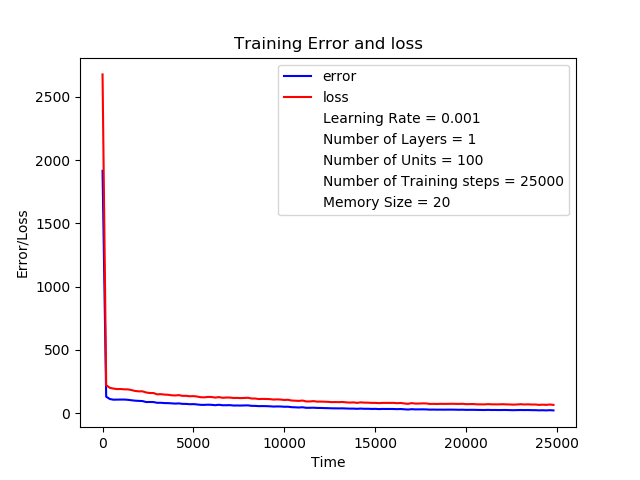 Training Error and loss
error
loss
Learning Rate = 0.001
Number of Layers = 1
Number of Units = 100
Number of Training steps = 25000
Memory Size = 20
Error/Loss
2500
2000
1500
1000
500
0
0 5000 10000 15000 20000 25000
Time